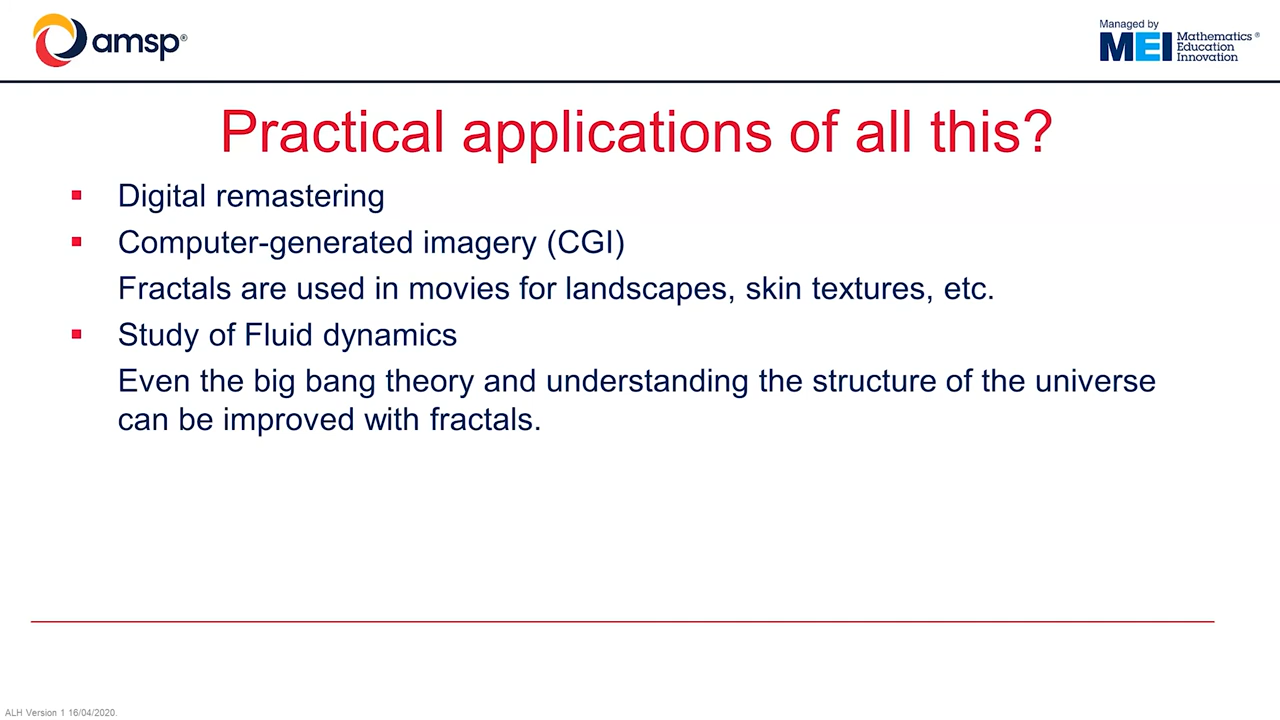 amsp®
Managed by
MEI Mathematics ®
Education
Innovation
Practical applications of all this?
▪ Digital remastering
▪ Computer-generated imagery (CGI)
Fractals are used in movies for landscapes, skin textures, etc.
▪ Study of Fluid dynamics
Even the big bang theory and understanding the structure of the universe
can be improved with fractals.
ALH Version 1 16/04/2020.